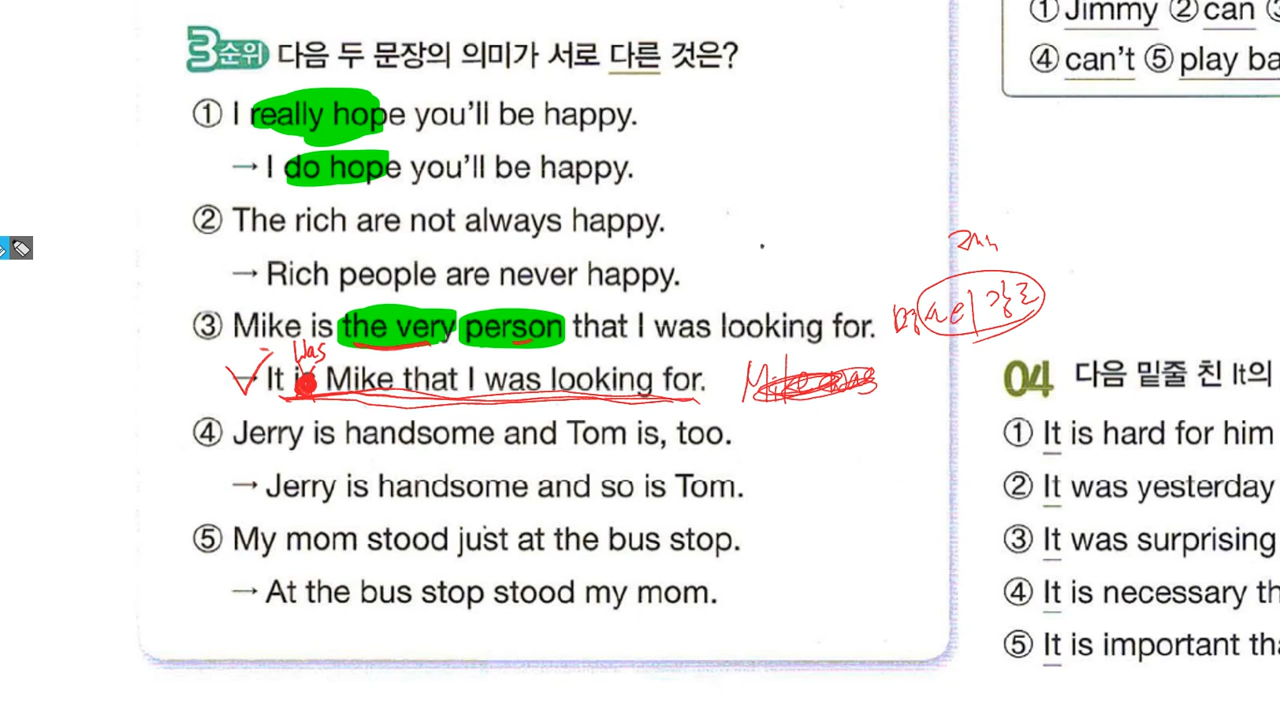 3순위 다음 두 문장의 의미가 서로 다른 것은?
① I really hope you'll be happy.
→ I do hope you'll be happy.
② The rich are not always happy.
→ Rich people are never happy.
③ Mike is the very person that I was looking for.
was
→ It is Mike that I was looking for.
④ Jerry is handsome and Tom is, too.
→ Jerry is handsome and so is Tom.
⑤ My mom stood just at the bus stop.
→ At the bus stop stood my mom.
① Jimmy ② can
④ can't ⑤ play ba
04 다음 밑줄 친 It의
① It is hard for him
② It was yesterday
③ It was surprising
④ It is necessary th
⑤ It is important tha